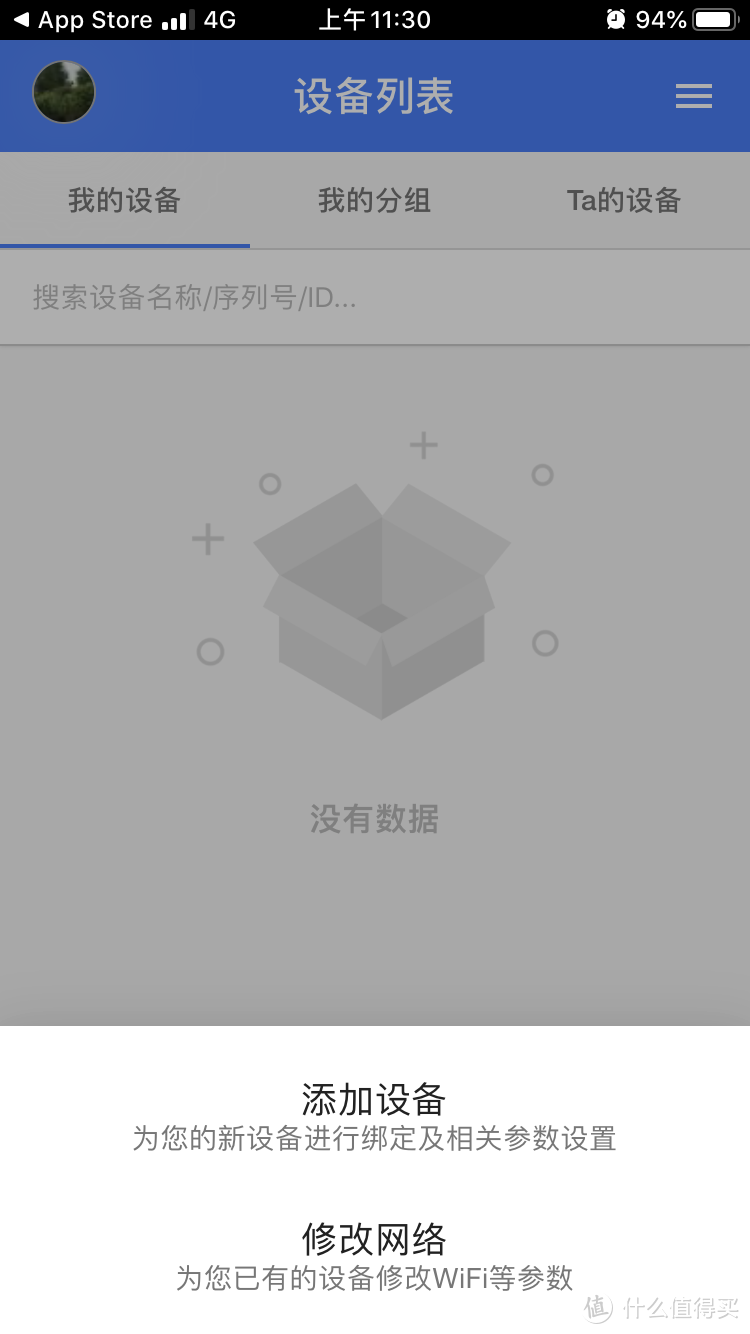 App Store 4G 上午11:30 94%
设备列表
我的设备 我的分组 Ta的设备
搜索设备名称/序列号/ID...
没有数据
添加设备
为您的新设备进行绑定及相关参数设置
修改网络
为您已有的设备修改WiFi等参数
值 什么值得买